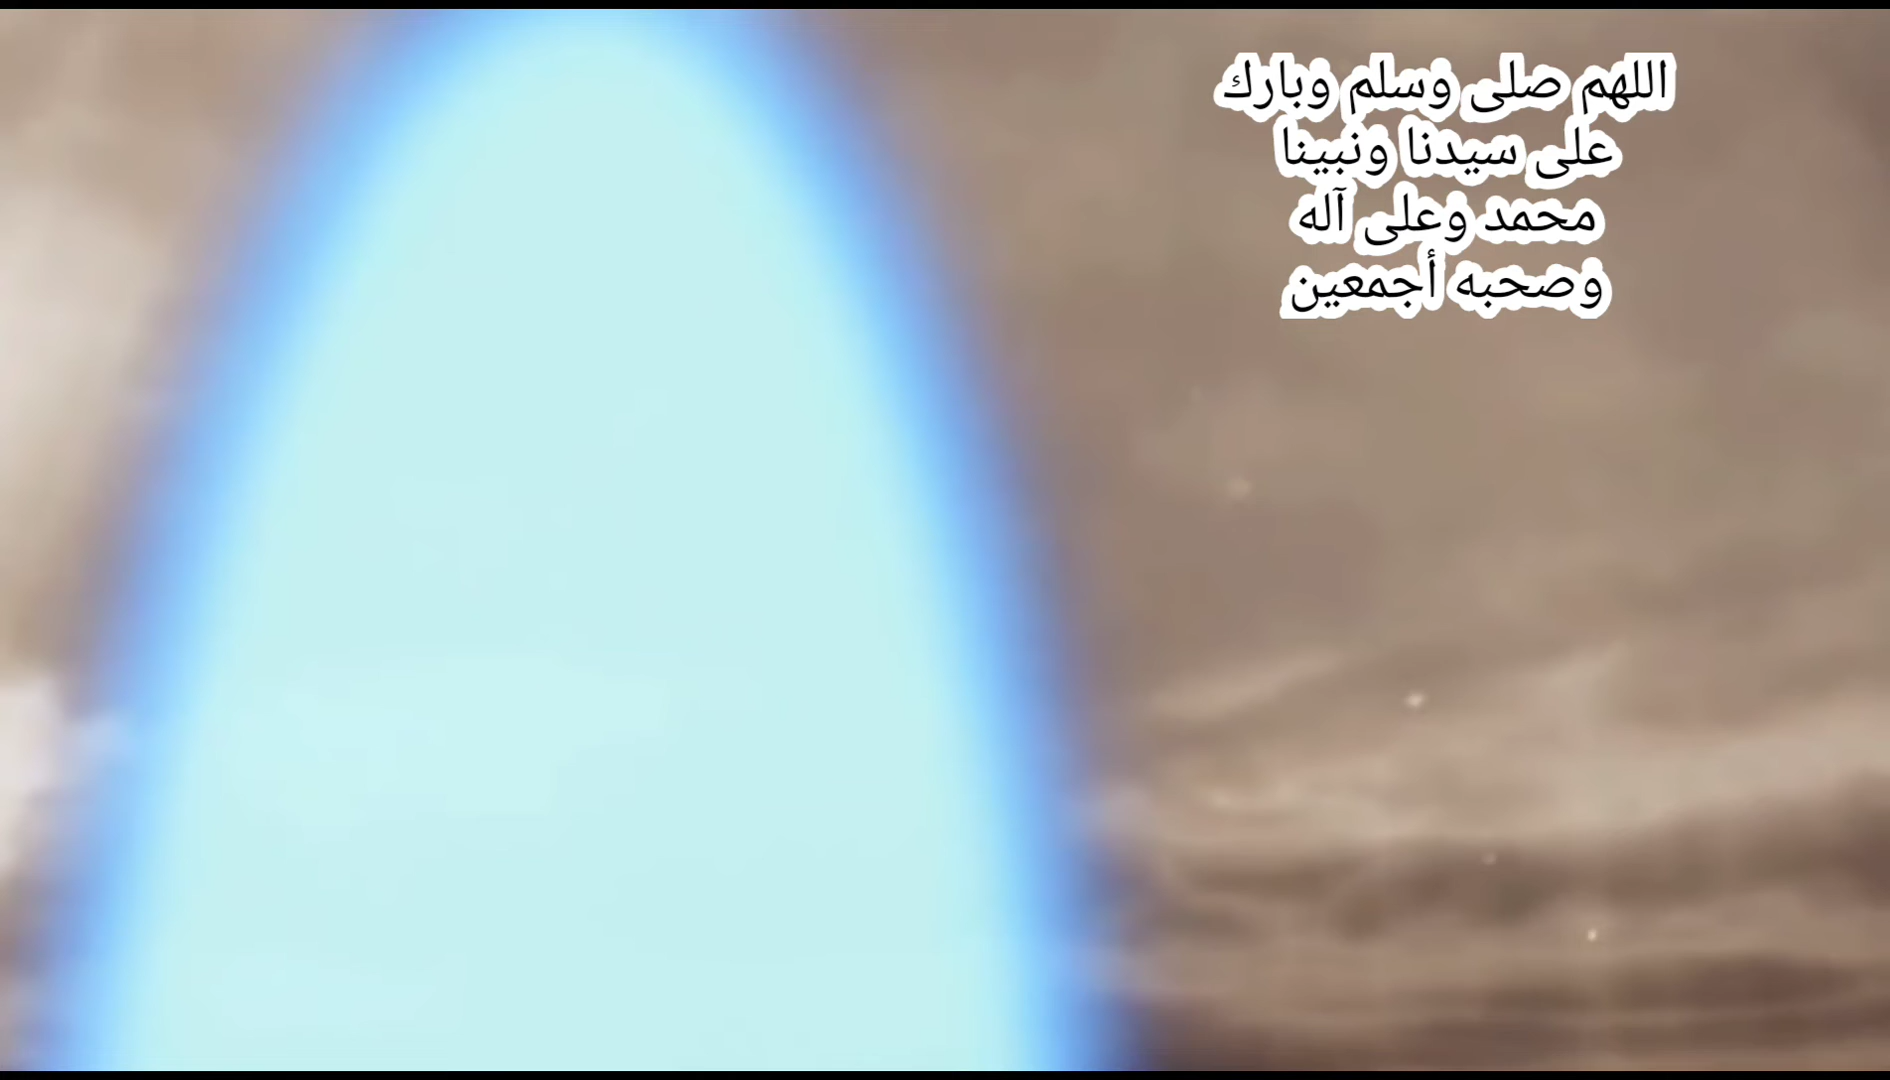 اللهم صلى وسلم وبارك
على سيدنا ونبينا
محمد وعلى آله
وصحبه أجمعين